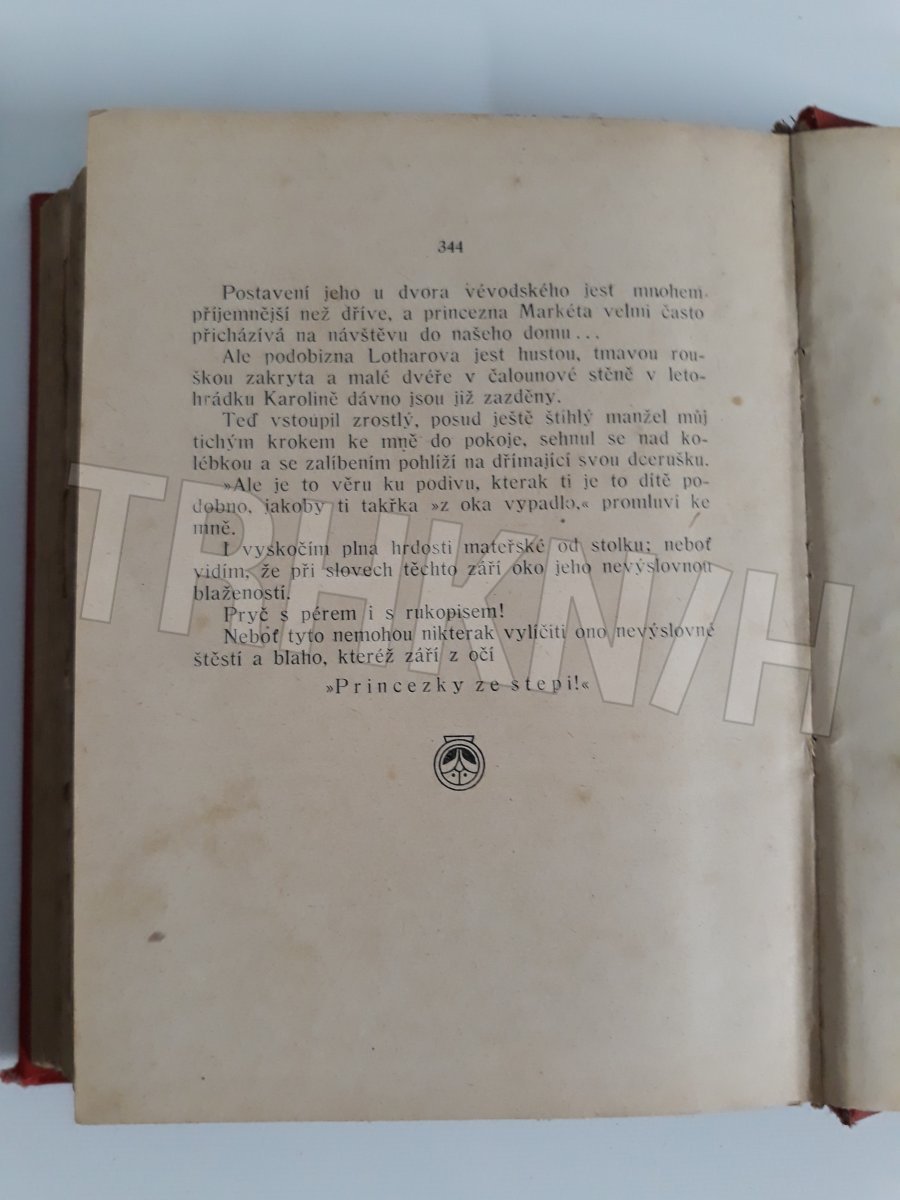 344
Postavení jeho u dvora vévodského jest mnohem
příjemnější než dříve, a princezna Markéta velmi často
přicházívá na návštěvu do našeho domu...
Ale podobizna Lotharova jest hustou, tmavou rou-
škou zakryta a malé dvéře v čalounové stěně v leto-
hrádku Karolině dávno jsou již zazděny.
Teď vstoupil zrostlý, posud ještě štíhlý manžel můj
tichým krokem ke mně do pokoje, sehnul se nad ko-
lébkou a se zalíbením pohlíží na dřímající svou dcerušku.
»Ale je to věru ku podivu, kterak ti je to dítě po-
dobno, jakoby ti takřka »z oka vypadlo,« promluví ke
mně.
I vyskočím plna hrdosti mateřské od stolku; neboť
vidím, že při slovech těchto září oko jeho nevýslovnou
blažeností.
Pryč s pérem i s rukopisem!
Neboť tyto nemohou nikterak vylíčiti ono nevýslovné
štěstí a blaho, kteréž září z očí
»Princezky ze stepi!«
TRHKNIH